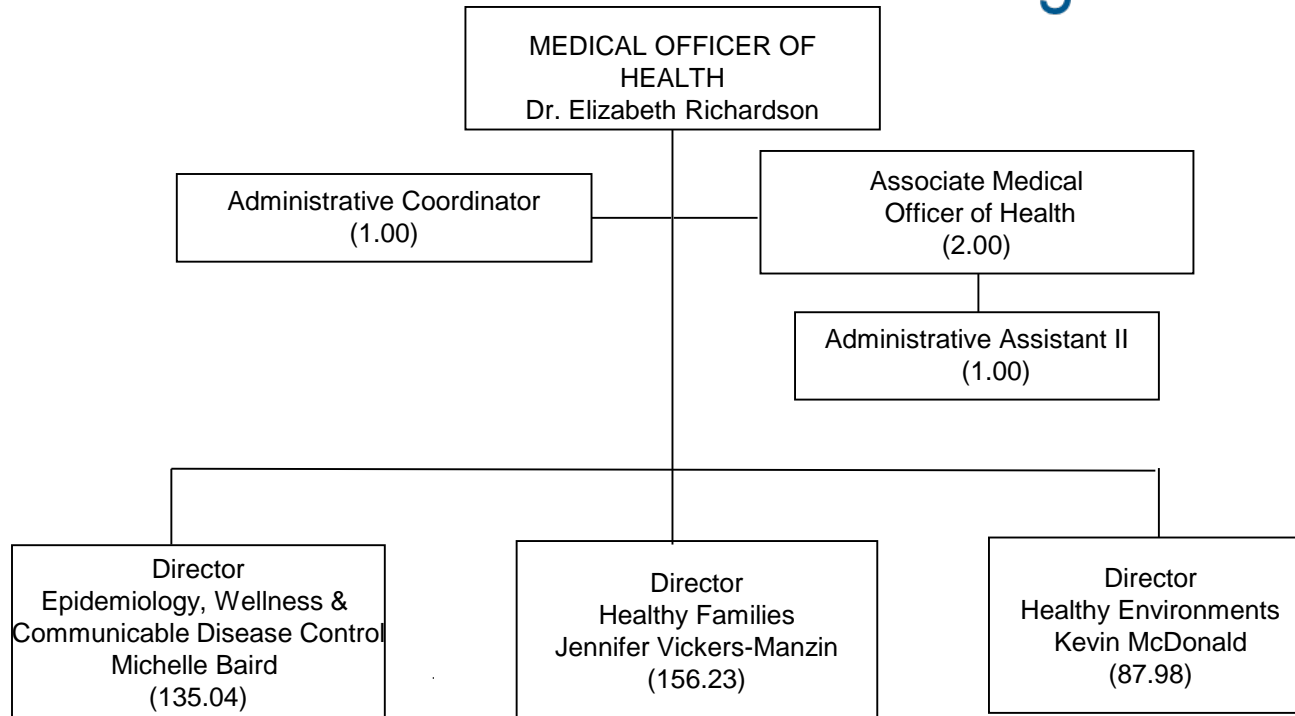 MEDICAL OFFICER OF
HEALTH
Dr. Elizabeth Richardson
Administrative Coordinator
(1.00)
Associate Medical
Officer of Health
(2.00)
Administrative Assistant II
(1.00)
Director
Epidemiology, Wellness &
Communicable Disease Control
Michelle Baird
(135.04)
Director
Healthy Families
Jennifer Vickers-Manzin
(156.23)
Director
Healthy Environments
Kevin McDonald
(87.98)